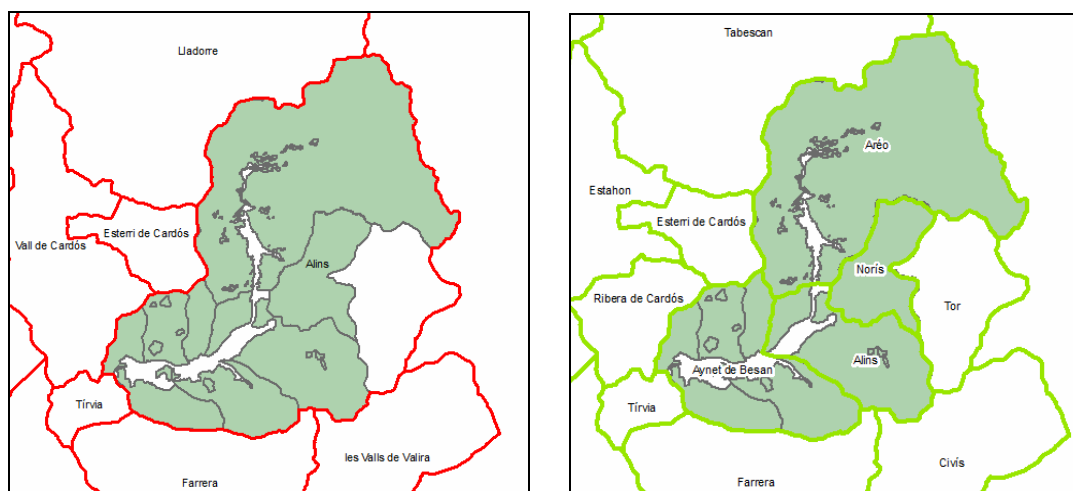 Lladorre
Esterri de Cardós
Vall de Cardós
Alins
Tírvia
les Valls de Valira
Farrera
Tabescan
Aréo
Estahon
Esterri de Cardós
Norís
Ribera de Cardós
Tor
Alins
Aynet de Besan
Tírvia
Civís
Farrera